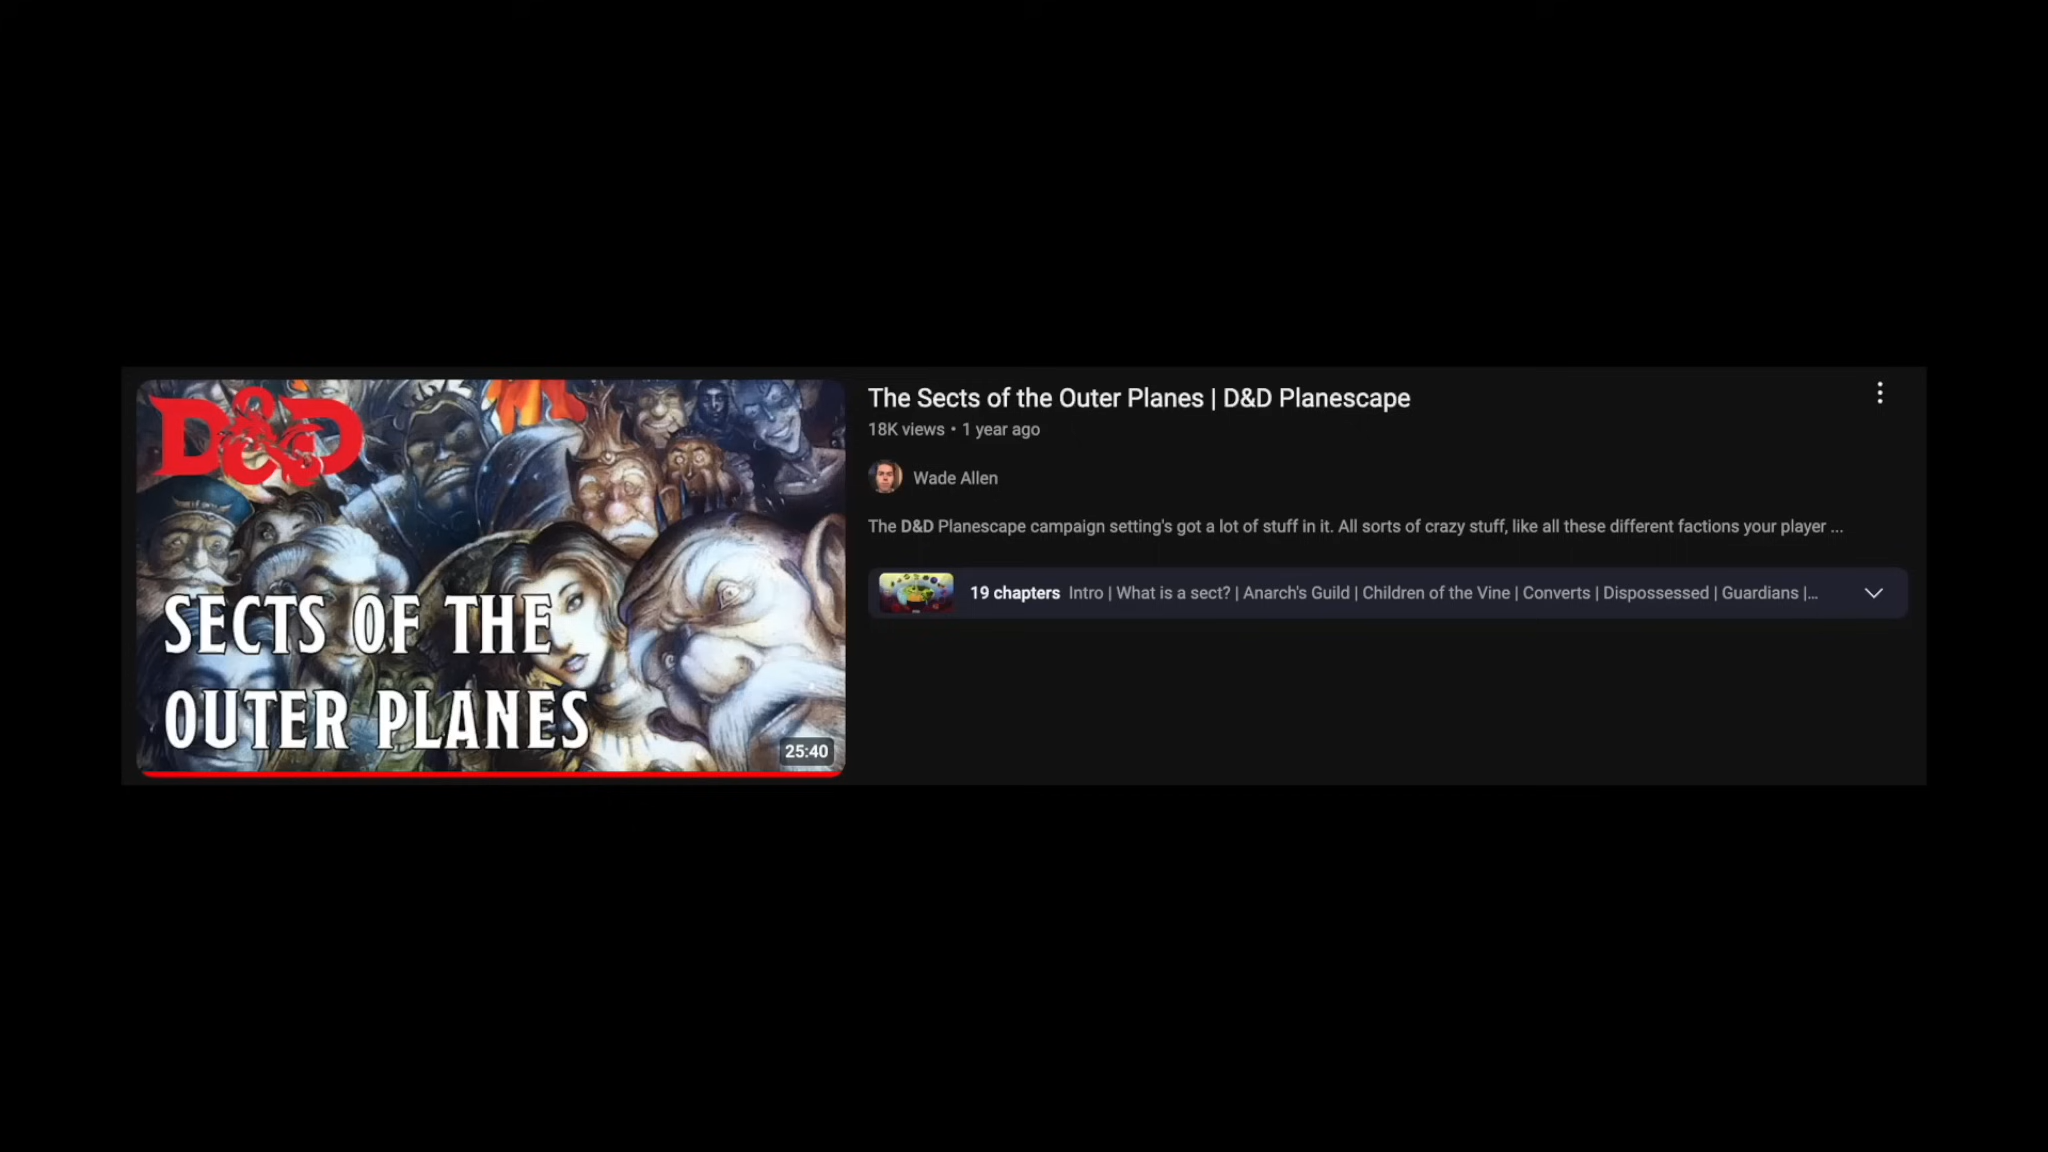 D&D
SECTS OF THE
OUTER PLANES
25:40
The Sects of the Outer Planes | D&D Planescape
18K views • 1 year ago
Wade Allen
The D&D Planescape campaign setting's got a lot of stuff in it. All sorts of crazy stuff, like all these different factions your player ...
19 chapters Intro | What is a sect? | Anarch's Guild | Children of the Vine | Converts | Dispossessed | Guardians |...